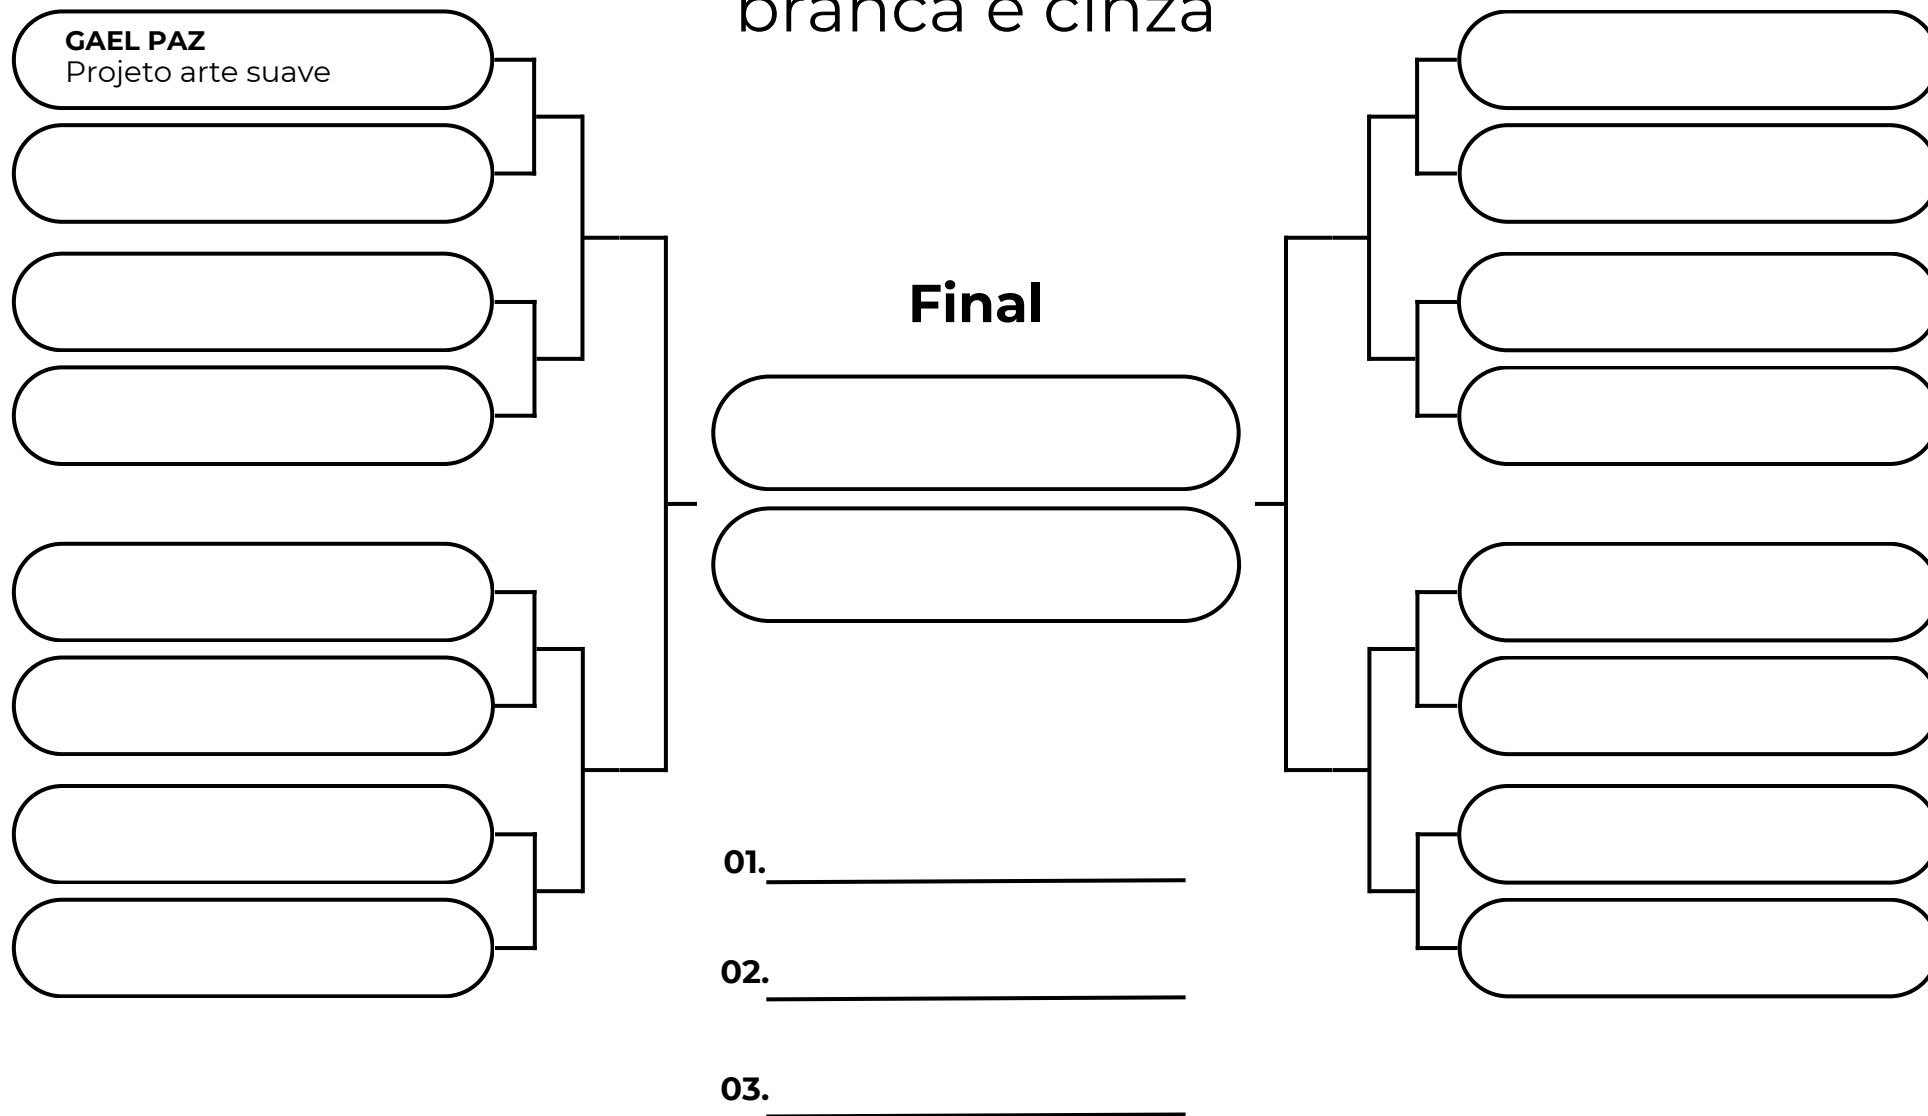 branca e cinza
GAEL PAZ
Projeto arte suave
Final
01.
02.
03.